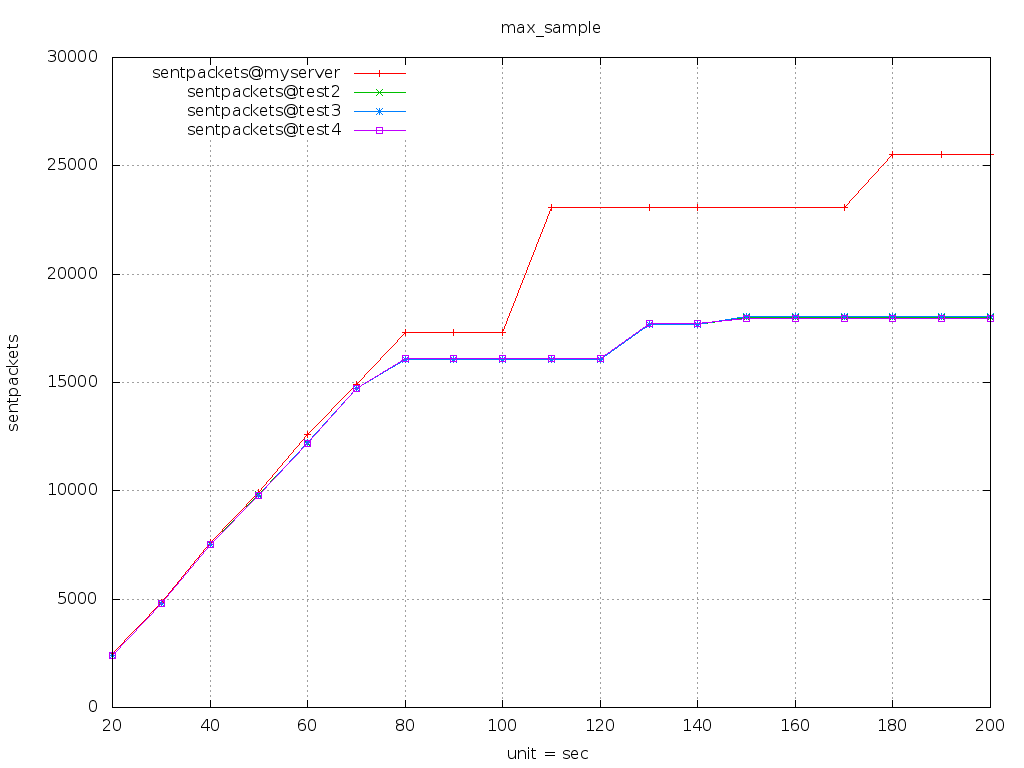 max_sample
30000
25000
20000
15000
10000
5000
0
sentpackets
sentpackets@myserver
sentpackets@test2
sentpackets@test3
sentpackets@test4
20 40 60 80 100 120 140 160 180 200
unit = sec